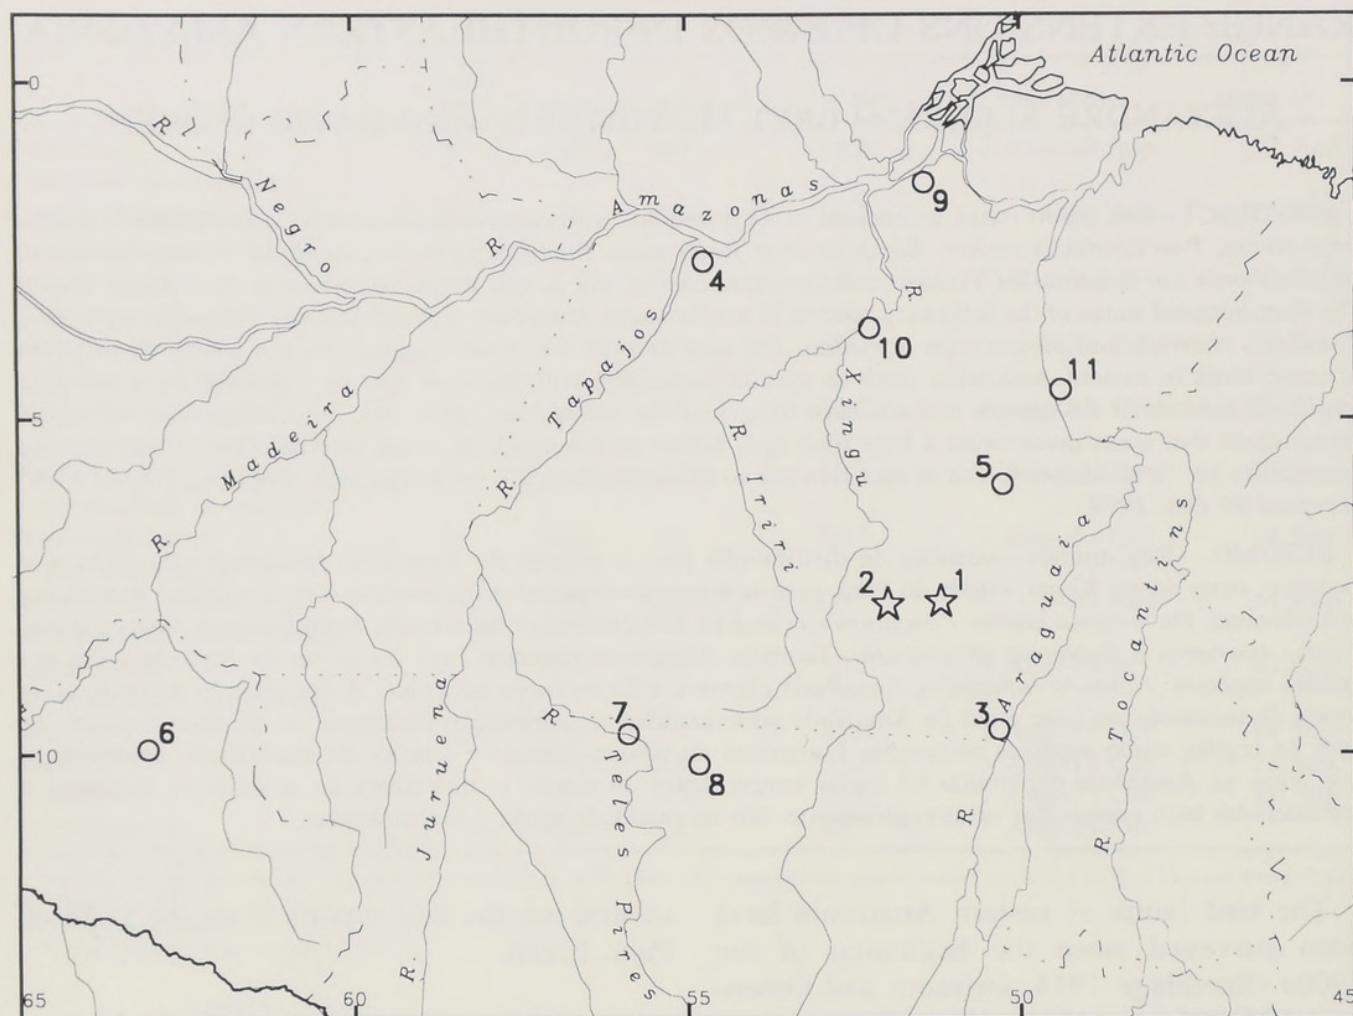 Atlantic Ocean
0
R Negro
R Amazonas
9
4
R Xingu
10
11
R Tapajos
R Madeira
5
5
R Iriri
2
1
R Araguaia
R Tocantins
3
7
6
10
8
R Teles Pires
R Juruena
65
60
55
50
45